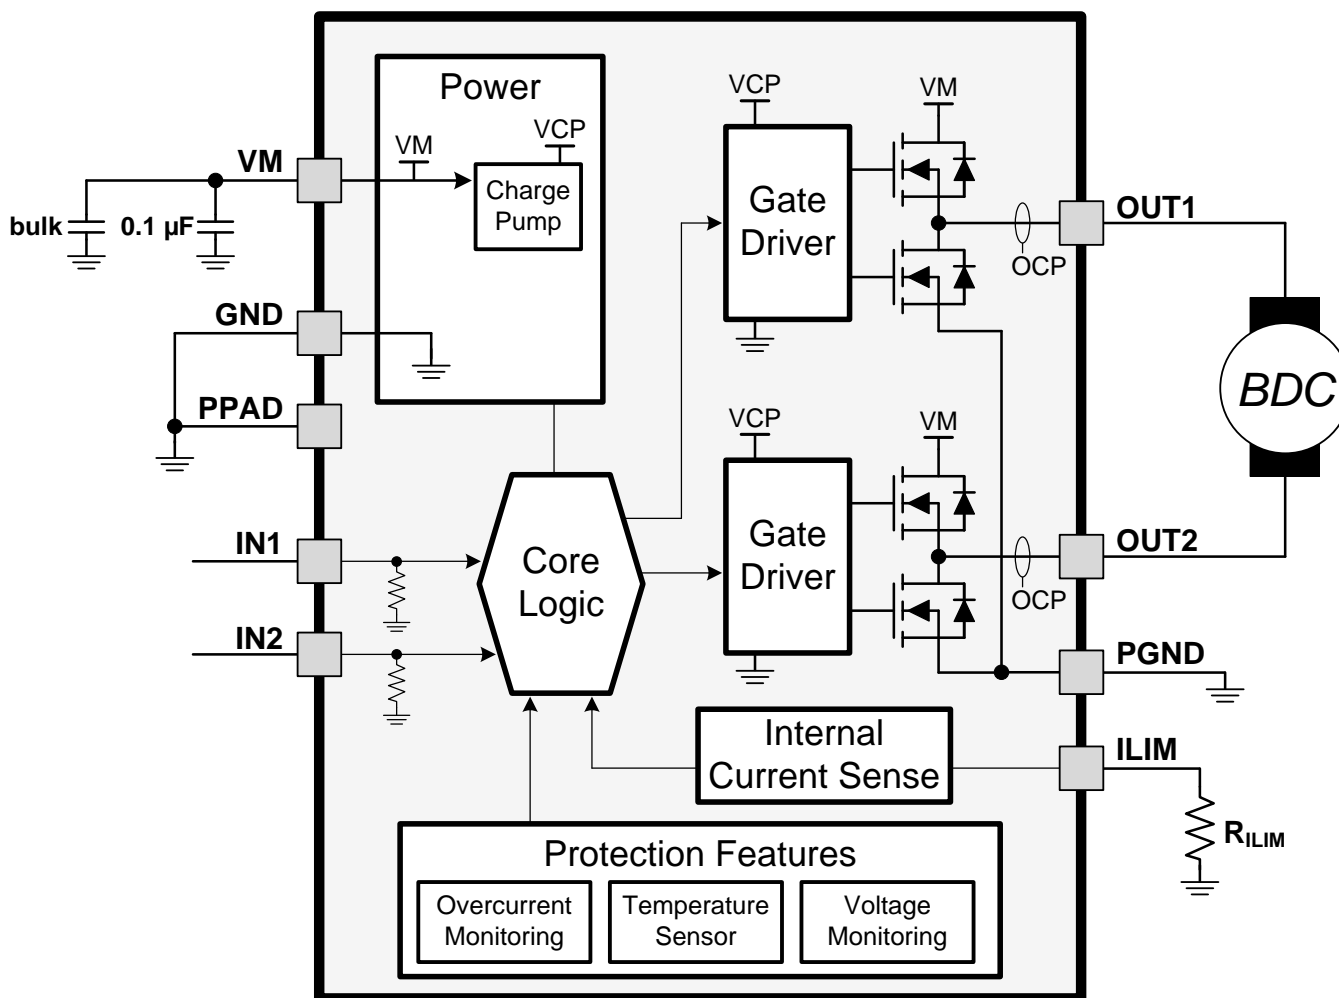 Power
VCP
VM
Charge
Pump
VM
bulk
0.1 µF
GND
PPAD
IN1
IN2
Core
Logic
VCP
VM
Gate
Driver
OCP
OUT1
BDC
VCP
VM
Gate
Driver
OCP
OUT2
PGND
Internal
Current Sense
ILIM
RILIM
Protection Features
Overcurrent
Monitoring
Temperature
Sensor
Voltage
Monitoring